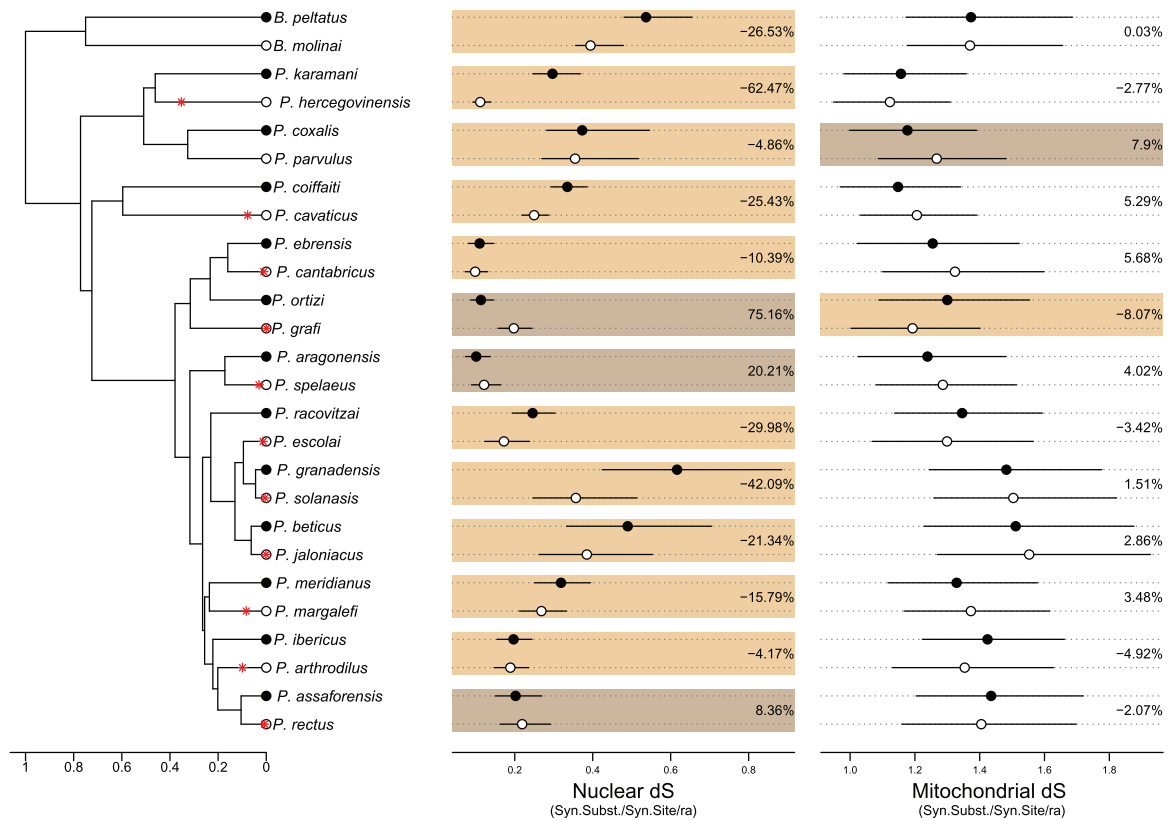 B. peltatus
B. molinai
−26.53%
0.03%
P. karamani
P. hercegovinensis
−62.47%
−2.77%
P. coxalis
P. parvulus
−4.86%
7.9%
P. coiffaiti
P. cavaticus
−25.43%
5.29%
P. ebrensis
P. cantabricus
−10.39%
5.68%
P. ortizi
P. grafi
75.16%
−8.07%
P. aragonensis
P. spelaeus
20.21%
4.02%
P. racovitzai
P. escolai
−29.98%
−3.42%
P. granadensis
P. solanasis
−42.09%
1.51%
P. beticus
P. jaloniacus
−21.34%
2.86%
P. meridianus
P. margalefi
−15.79%
3.48%
P. ibericus
P. arthrodilus
−4.17%
−4.92%
P. assaforensis
P. rectus
8.36%
−2.07%
1 0.8 0.6 0.4 0.2 0
0.2 0.4 0.6 0.8
1.0 1.2 1.4 1.6 1.8
Nuclear dS
(Syn.Subst./Syn.Site/ra)
Mitochondrial dS
(Syn.Subst./Syn.Site/ra)